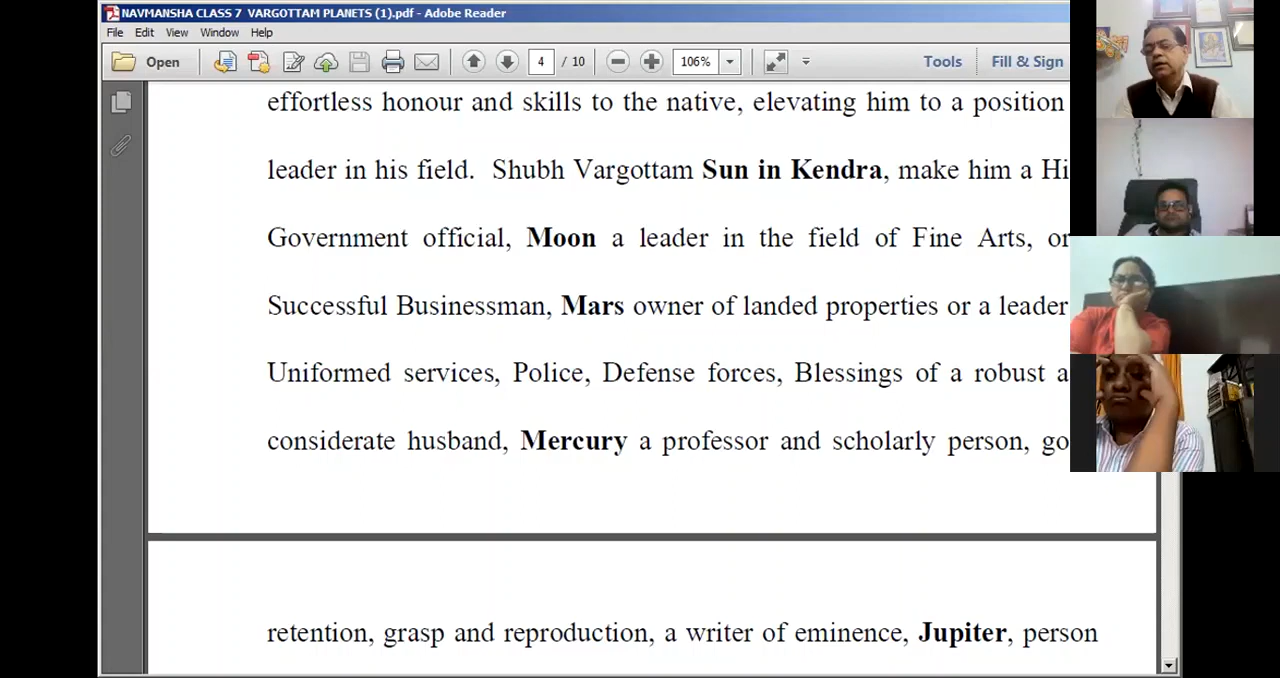 NAVMANSHA CLASS 7 VARGOTTAM PLANETS (1).pdf - Adobe Reader
File Edit View Window Help
Open 4 / 10 106% Tools Fill & Sign
effortless honour and skills to the native, elevating him to a position
leader in his field. Shubh Vargottam Sun in Kendra, make him a Hi
Government official, Moon a leader in the field of Fine Arts, or
Successful Businessman, Mars owner of landed properties or a leader
Uniformed services, Police, Defense forces, Blessings of a robust a
considerate husband, Mercury a professor and scholarly person, go
retention, grasp and reproduction, a writer of eminence, Jupiter, person